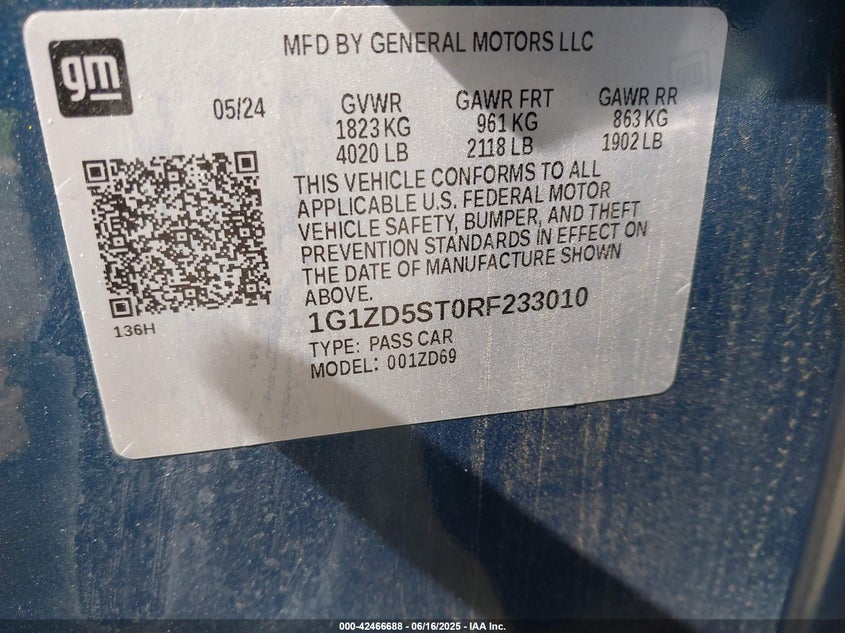 gm
MFD BY GENERAL MOTORS LLC
05/24
GVWR
1823 KG
4020 LB
GAWR FRT
961 KG
2118 LB
GAWR RR
863 KG
1902 LB
THIS VEHICLE CONFORMS TO ALL
APPLICABLE U.S. FEDERAL MOTOR
VEHICLE SAFETY, BUMPER, AND THEFT
PREVENTION STANDARDS IN EFFECT ON
THE DATE OF MANUFACTURE SHOWN
ABOVE.
1G1ZD5ST0RF233010
TYPE: PASS CAR
MODEL: 001ZD69
136H
000-42466688 - 06/16/2025 - IAA Inc.